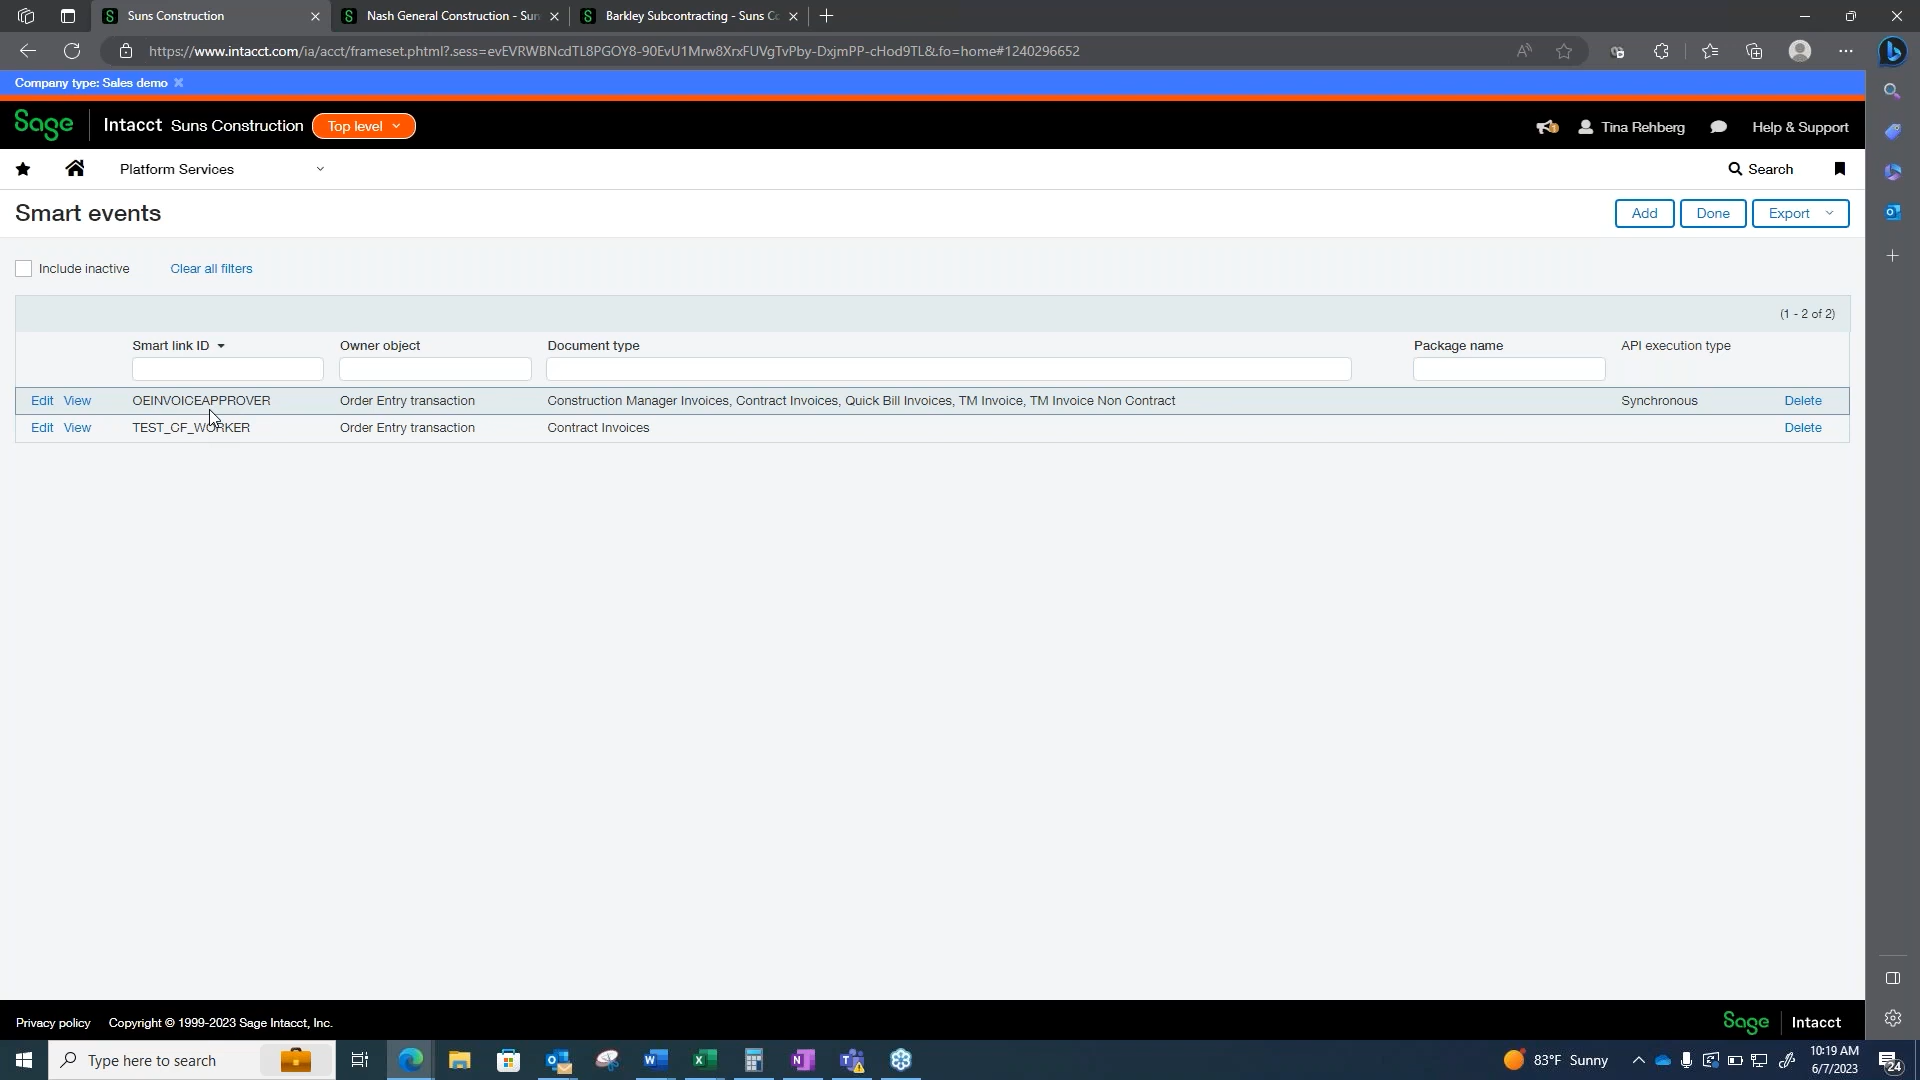 Suns Construction
Nash General Construction - Sun
Barkley Subcontracting - Suns Co
https://www.intacct.com/ia/acct/frameset.phtml?.sess=evEVRWBNcdTL8PGOY8-90EvU1Mrw8XrxFUVgTvPby-DxjmPP-cHod9TL&.fo=home#1240296652
Company type: Sales demo
Sage Intacct Suns Construction Top level
Tina Rehberg Help & Support
Platform Services
Search
Smart events
Add Done Export
Include inactive Clear all filters
(1 - 2 of 2)
Smart link ID Owner object Document type Package name API execution type
Edit View OEINVOICEAPPROVER Order Entry transaction Construction Manager Invoices, Contract Invoices, Quick Bill Invoices, TM Invoice, TM Invoice Non Contract Synchronous Delete
Edit View TEST_CF_WORKER Order Entry transaction Contract Invoices Delete
Privacy policy Copyright © 1999-2023 Sage Intacct, Inc.
Sage Intacct
Type here to search
83°F Sunny
10:19 AM
6/7/2023
24